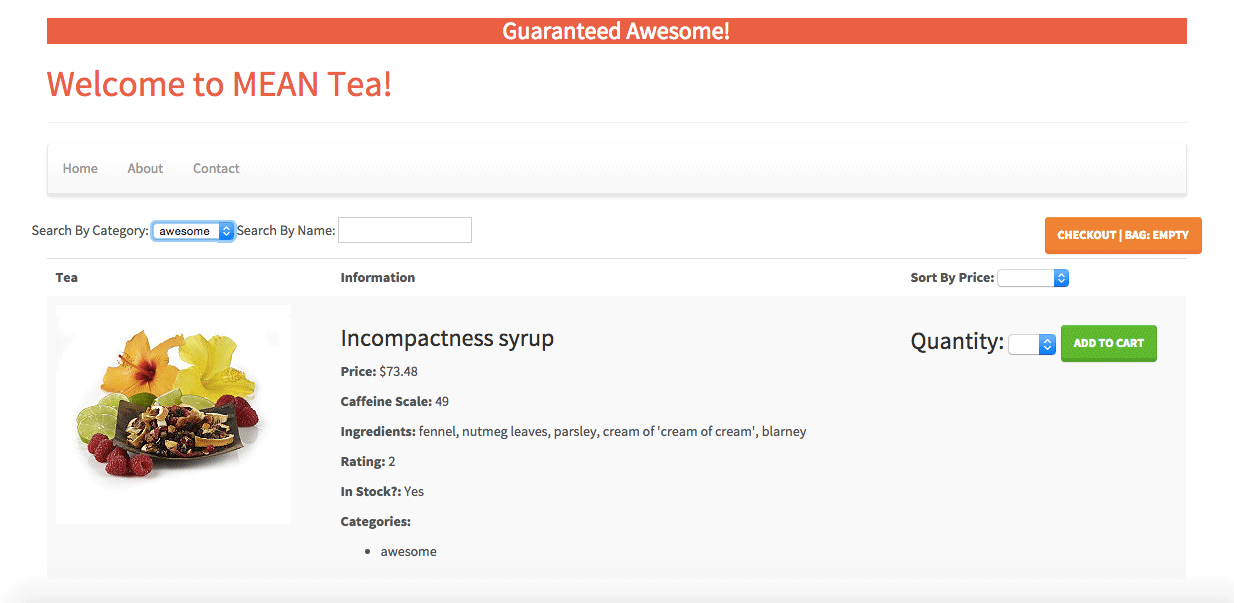 Guaranteed Awesome!
Welcome to MEAN Tea!
Home About Contact
Search By Category: awesome Search By Name:
CHECKOUT | BAG: EMPTY
Tea Information Sort By Price:
Incompactness syrup
Quantity: ADD TO CART
Price: $73.48
Caffeine Scale: 49
Ingredients: fennel, nutmeg leaves, parsley, cream of 'cream of cream', blarney
Rating: 2
In Stock?: Yes
Categories:
• awesome